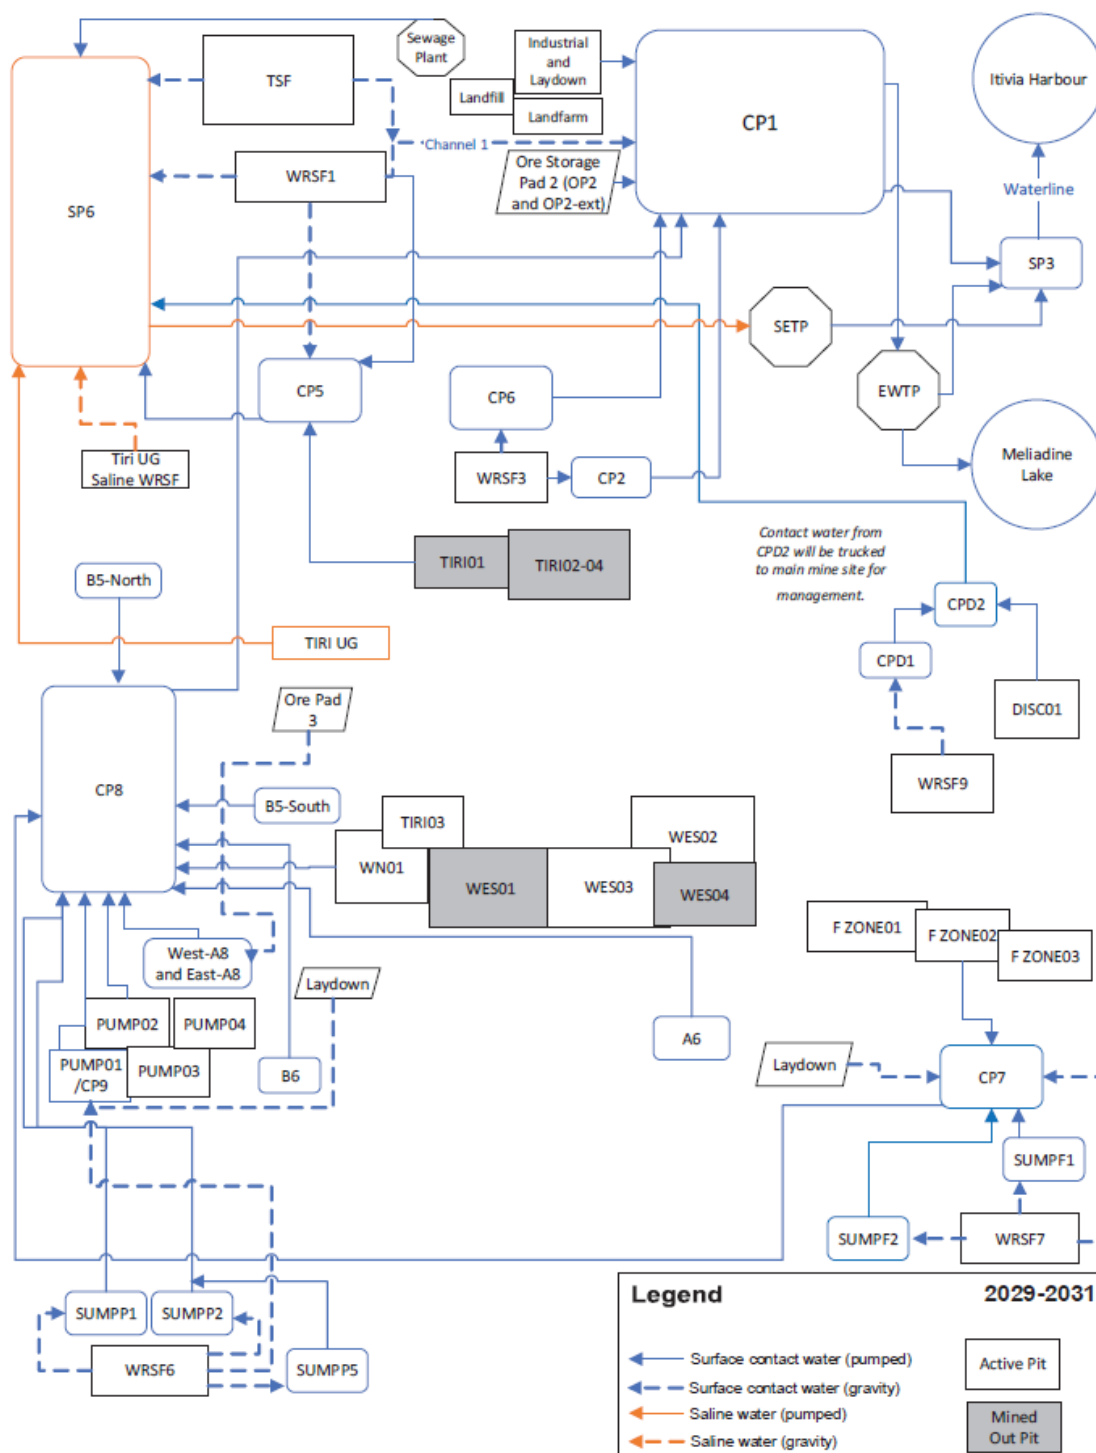 Sewage
Plant
TSF
Industrial
and
Laydown
Landfill
Landfarm
CP1
Itivia Harbour
Channel 1
WRSF1
Ore Storage
Pad 2 (OP2
and OP2-ext)
Waterline
SP6
SP3
SETP
CP5
CP6
EWTP
Tiri UG
Saline WRSF
WRSF3
CP2
Meliadine
Lake
TIRI01
TIRI02-04
Contact water from
CPD2 will be trucked
to main mine site for
management.
B5-North
CPD2
TIRI UG
CPD1
Ore Pad
3
DISC01
CP8
WRSF9
B5-South
TIRI03
WES02
WN01
WES01
WES03
WES04
F ZONE01
F ZONE02
F ZONE03
West-A8
and East-A8
Laydown
PUMP02
PUMP04
A6
PUMP01
/CP9
PUMP03
B6
Laydown
CP7
SUMPF1
SUMPF2
WRSF7
SUMPP1
SUMPP2
WRSF6
SUMPP5
Legend
2029-2031
Surface contact water (pumped)
Surface contact water (gravity)
Saline water (pumped)
Saline water (gravity)
Active Pit
Mined
Out Pit